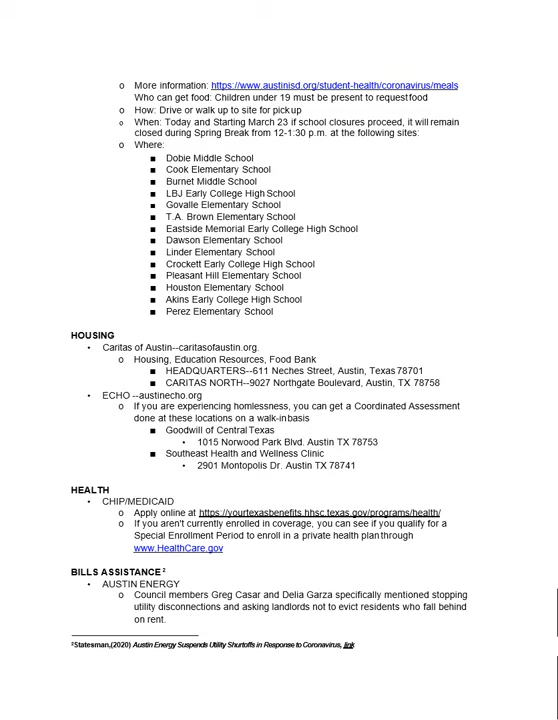 o More information: https://www.austinisd.org/student-health/coronavirus/meals
Who can get food: Children under 19 must be present to request food
o How: Drive or walk up to site for pick up
o When: Today and Starting March 23 if school closures proceed, it will remain
closed during Spring Break from 12-1:30 p.m. at the following sites:
o Where:
■ Dobie Middle School
■ Cook Elementary School
■ Burnet Middle School
■ LBJ Early College High School
■ Govalle Elementary School
■ T.A. Brown Elementary School
■ Eastside Memorial Early College High School
■ Dawson Elementary School
■ Linder Elementary School
■ Crockett Early College High School
■ Pleasant Hill Elementary School
■ Houston Elementary School
■ Akins Early College High School
■ Perez Elementary School
HOUSING
• Caritas of Austin--caritasofaustin.org.
o Housing, Education Resources, Food Bank
■ HEADQUARTERS--611 Neches Street, Austin, Texas 78701
■ CARITAS NORTH--9027 Northgate Boulevard, Austin, TX 78758
• ECHO --austinecho.org
o If you are experiencing homlessness, you can get a Coordinated Assessment
done at these locations on a walk-in basis
■ Goodwill of Central Texas
• 1015 Norwood Park Blvd. Austin TX 78753
■ Southeast Health and Wellness Clinic
• 2901 Montopolis Dr. Austin TX 78741
HEALTH
• CHIP/MEDICAID
o Apply online at https://yourtexasbenefits.hhsc.texas.gov/programs/health/
o If you aren't currently enrolled in coverage, you can see if you qualify for a
Special Enrollment Period to enroll in a private health plan through
www.HealthCare.gov
BILLS ASSISTANCE 2
• AUSTIN ENERGY
o Council members Greg Casar and Delia Garza specifically mentioned stopping
utility disconnections and asking landlords not to evict residents who fall behind
on rent.
2Statesman,(2020) Austin Energy Suspends Utility Shurtoffs in Response to Coronavirus, link